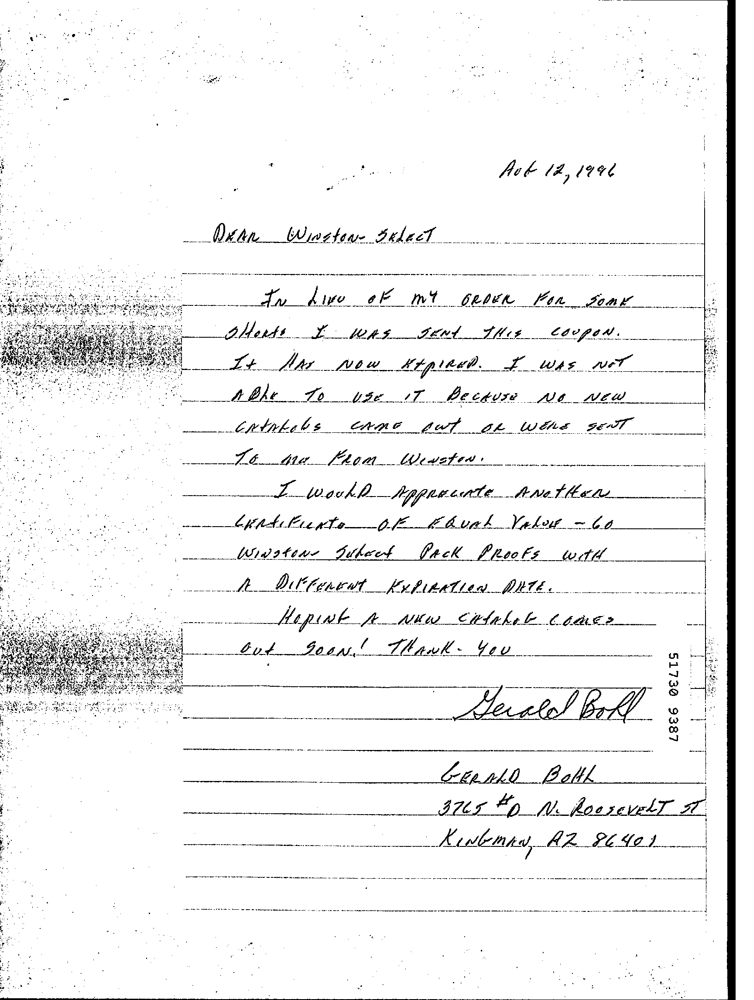 Aug 12, 1996
Dear Winston Select
In Lieu of my order for some
shorts I was sent this coupon.
It has now expired. I was not
able to use it because no new
catalogs came out or were sent
to me from Winston.
I would appreciate another
certificate of equal value - 60
Winston Select pack proofs with
a different expiration date.
Hoping a new catalog comes
out soon! Thank-you
Gerald Bohl
Gerald Bohl
3765 #D N. Roosevelt St
Kingman, AZ 86401
51730 9387